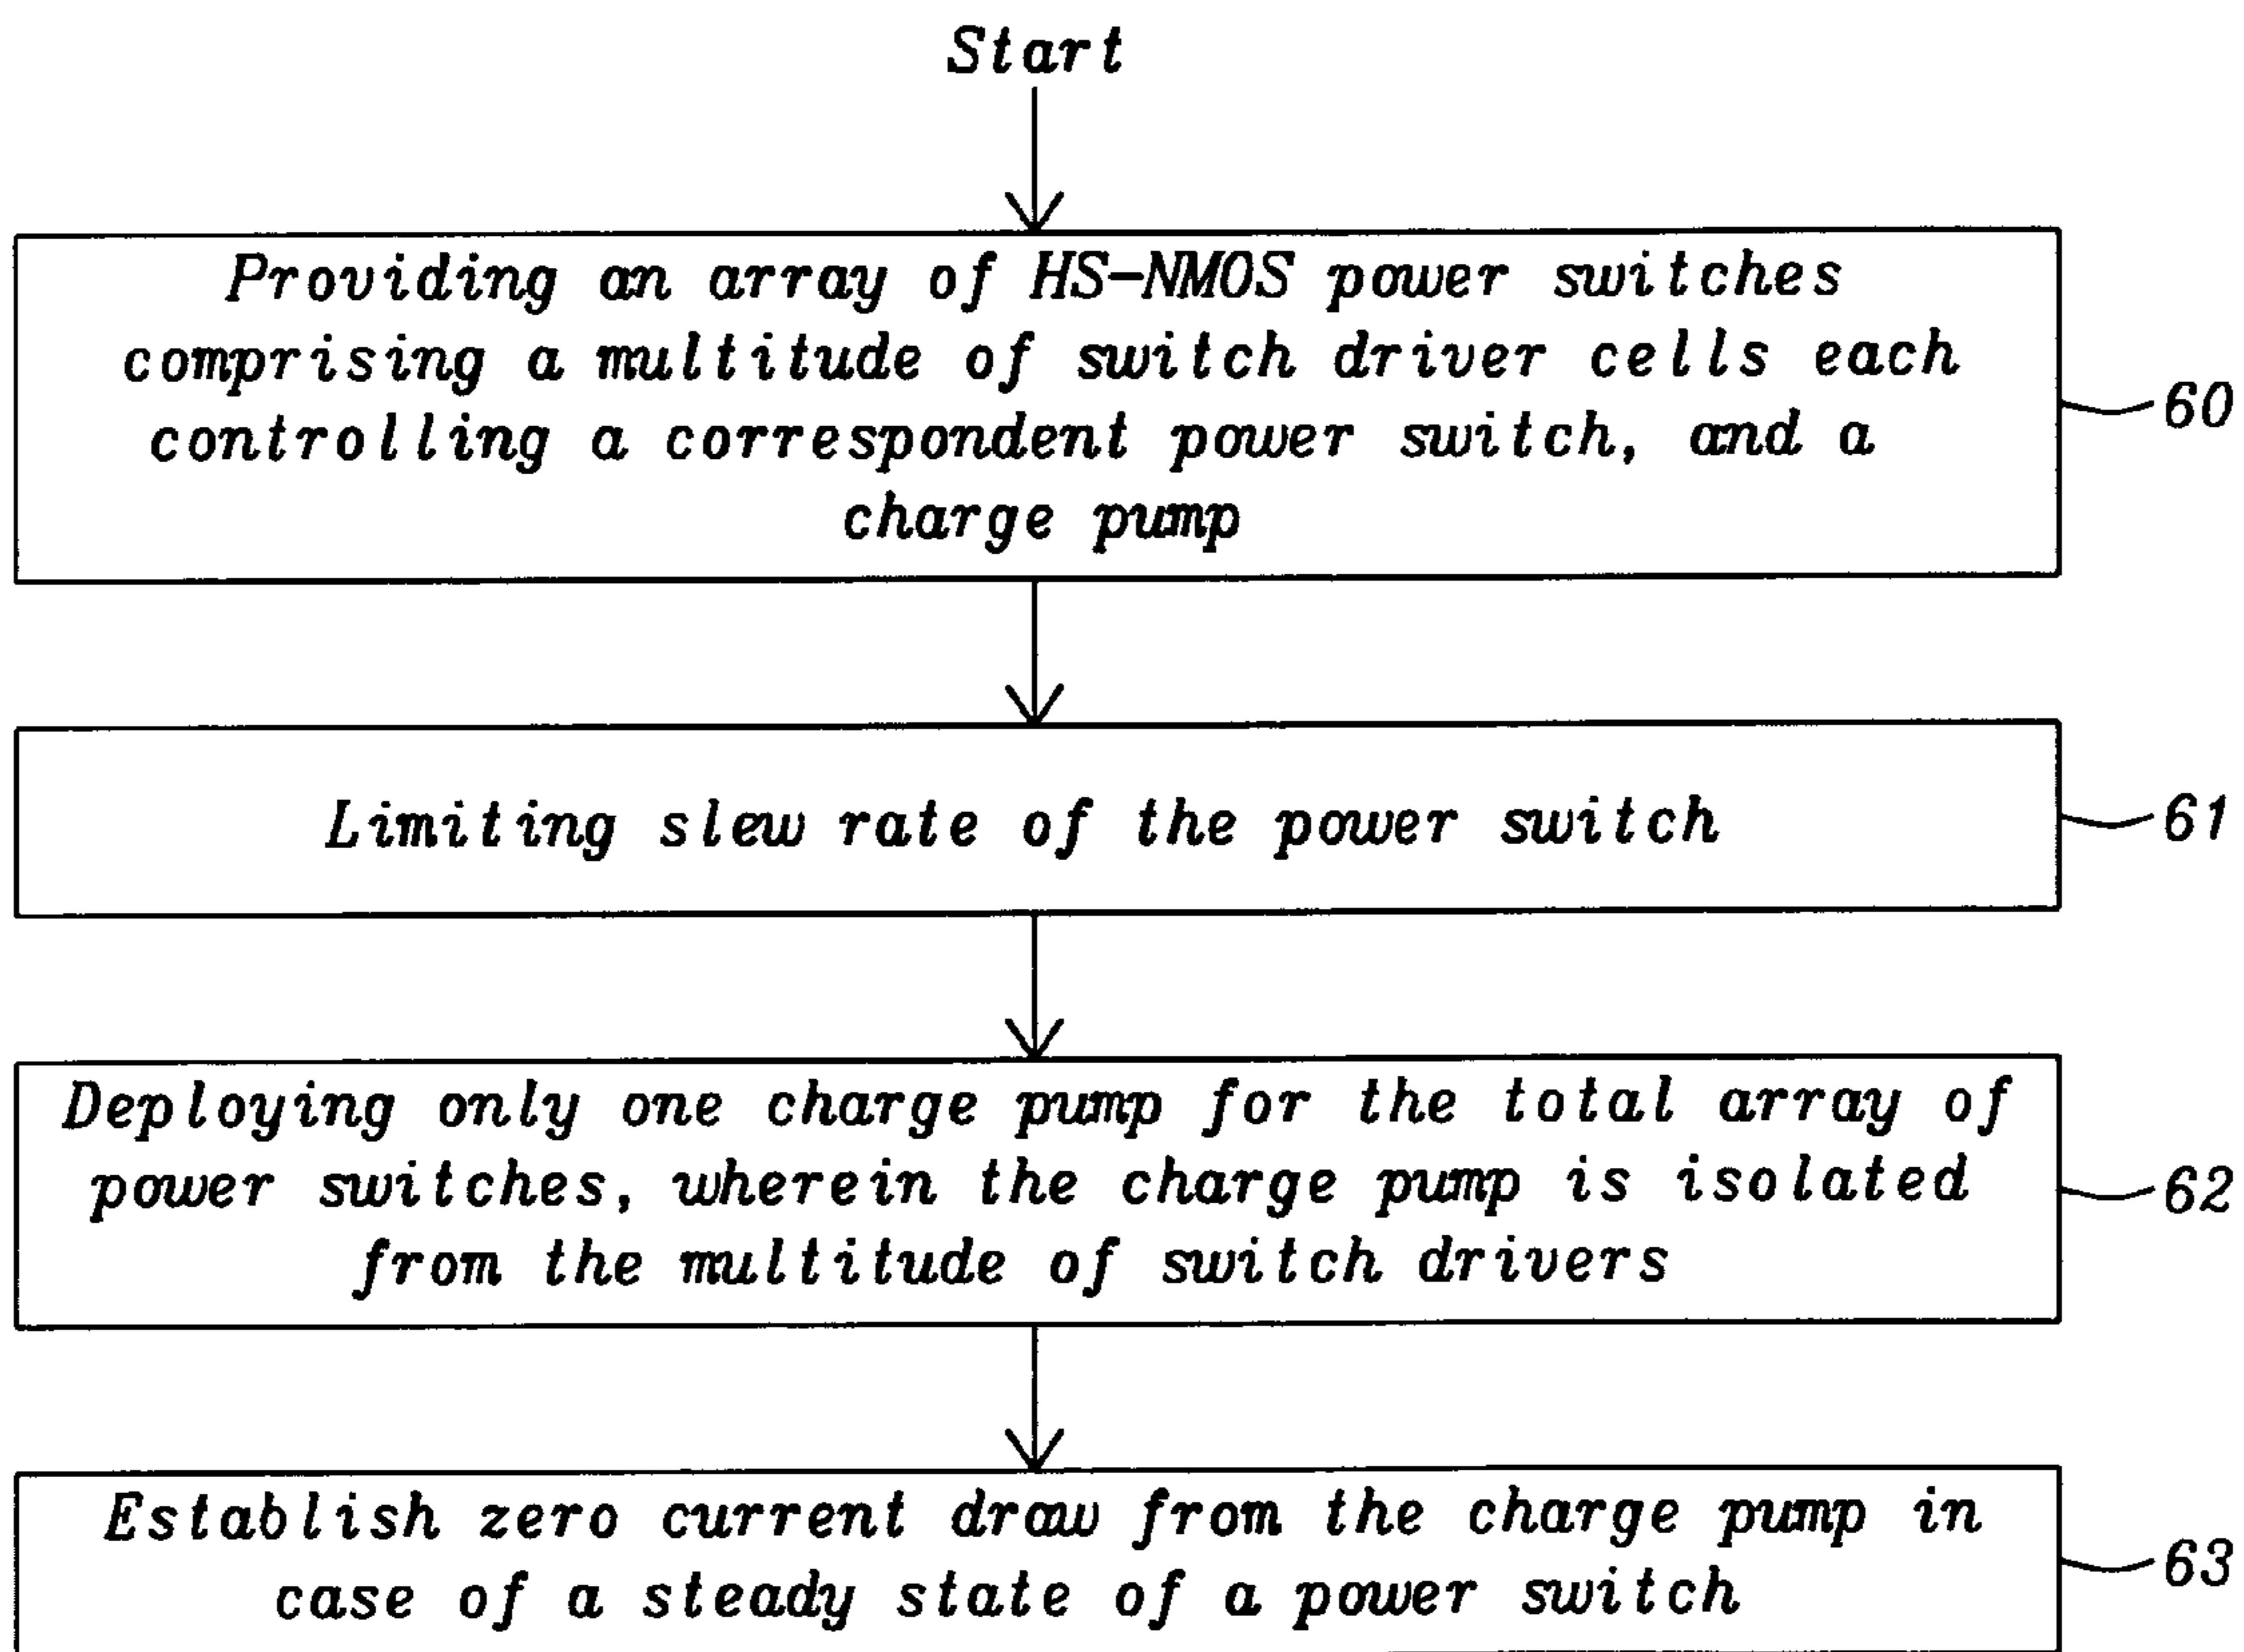 Start
Providing an array of HS-NMOS power switches
comprising a multitude of switch driver cells each
controlling a correspondent power switch, and a
charge pump
60
Limiting slew rate of the power switch
61
Deploying only one charge pump for the total array of
power switches, wherein the charge pump is isolated
from the multitude of switch drivers
62
Establish zero current draw from the charge pump in
case of a steady state of a power switch
63